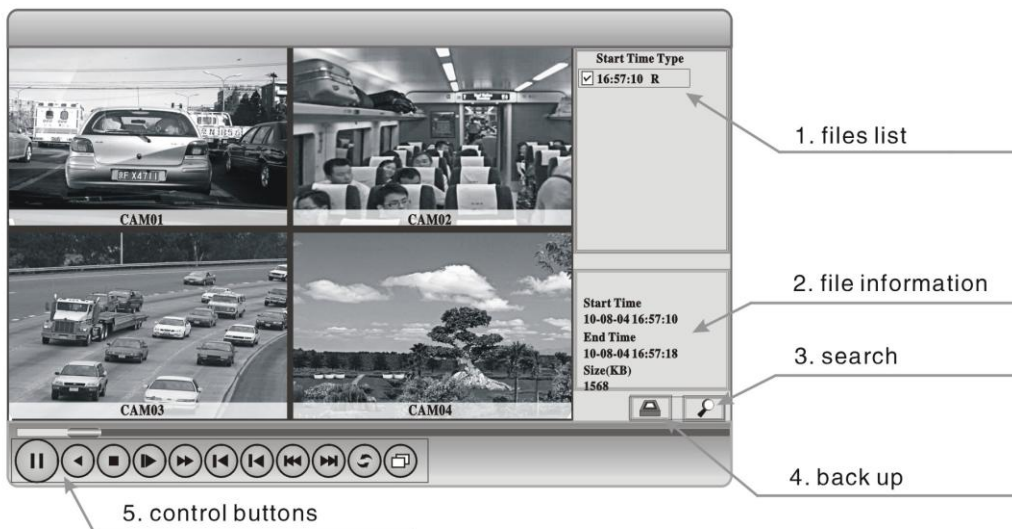 Start Time Type
16:57:10 R
1. files list
CAM01
CAM02
2. file information
Start Time
10-08-04 16:57:10
End Time
10-08-04 16:57:18
Size(KB)
1568
3. search
CAM03
CAM04
4. back up
5. control buttons